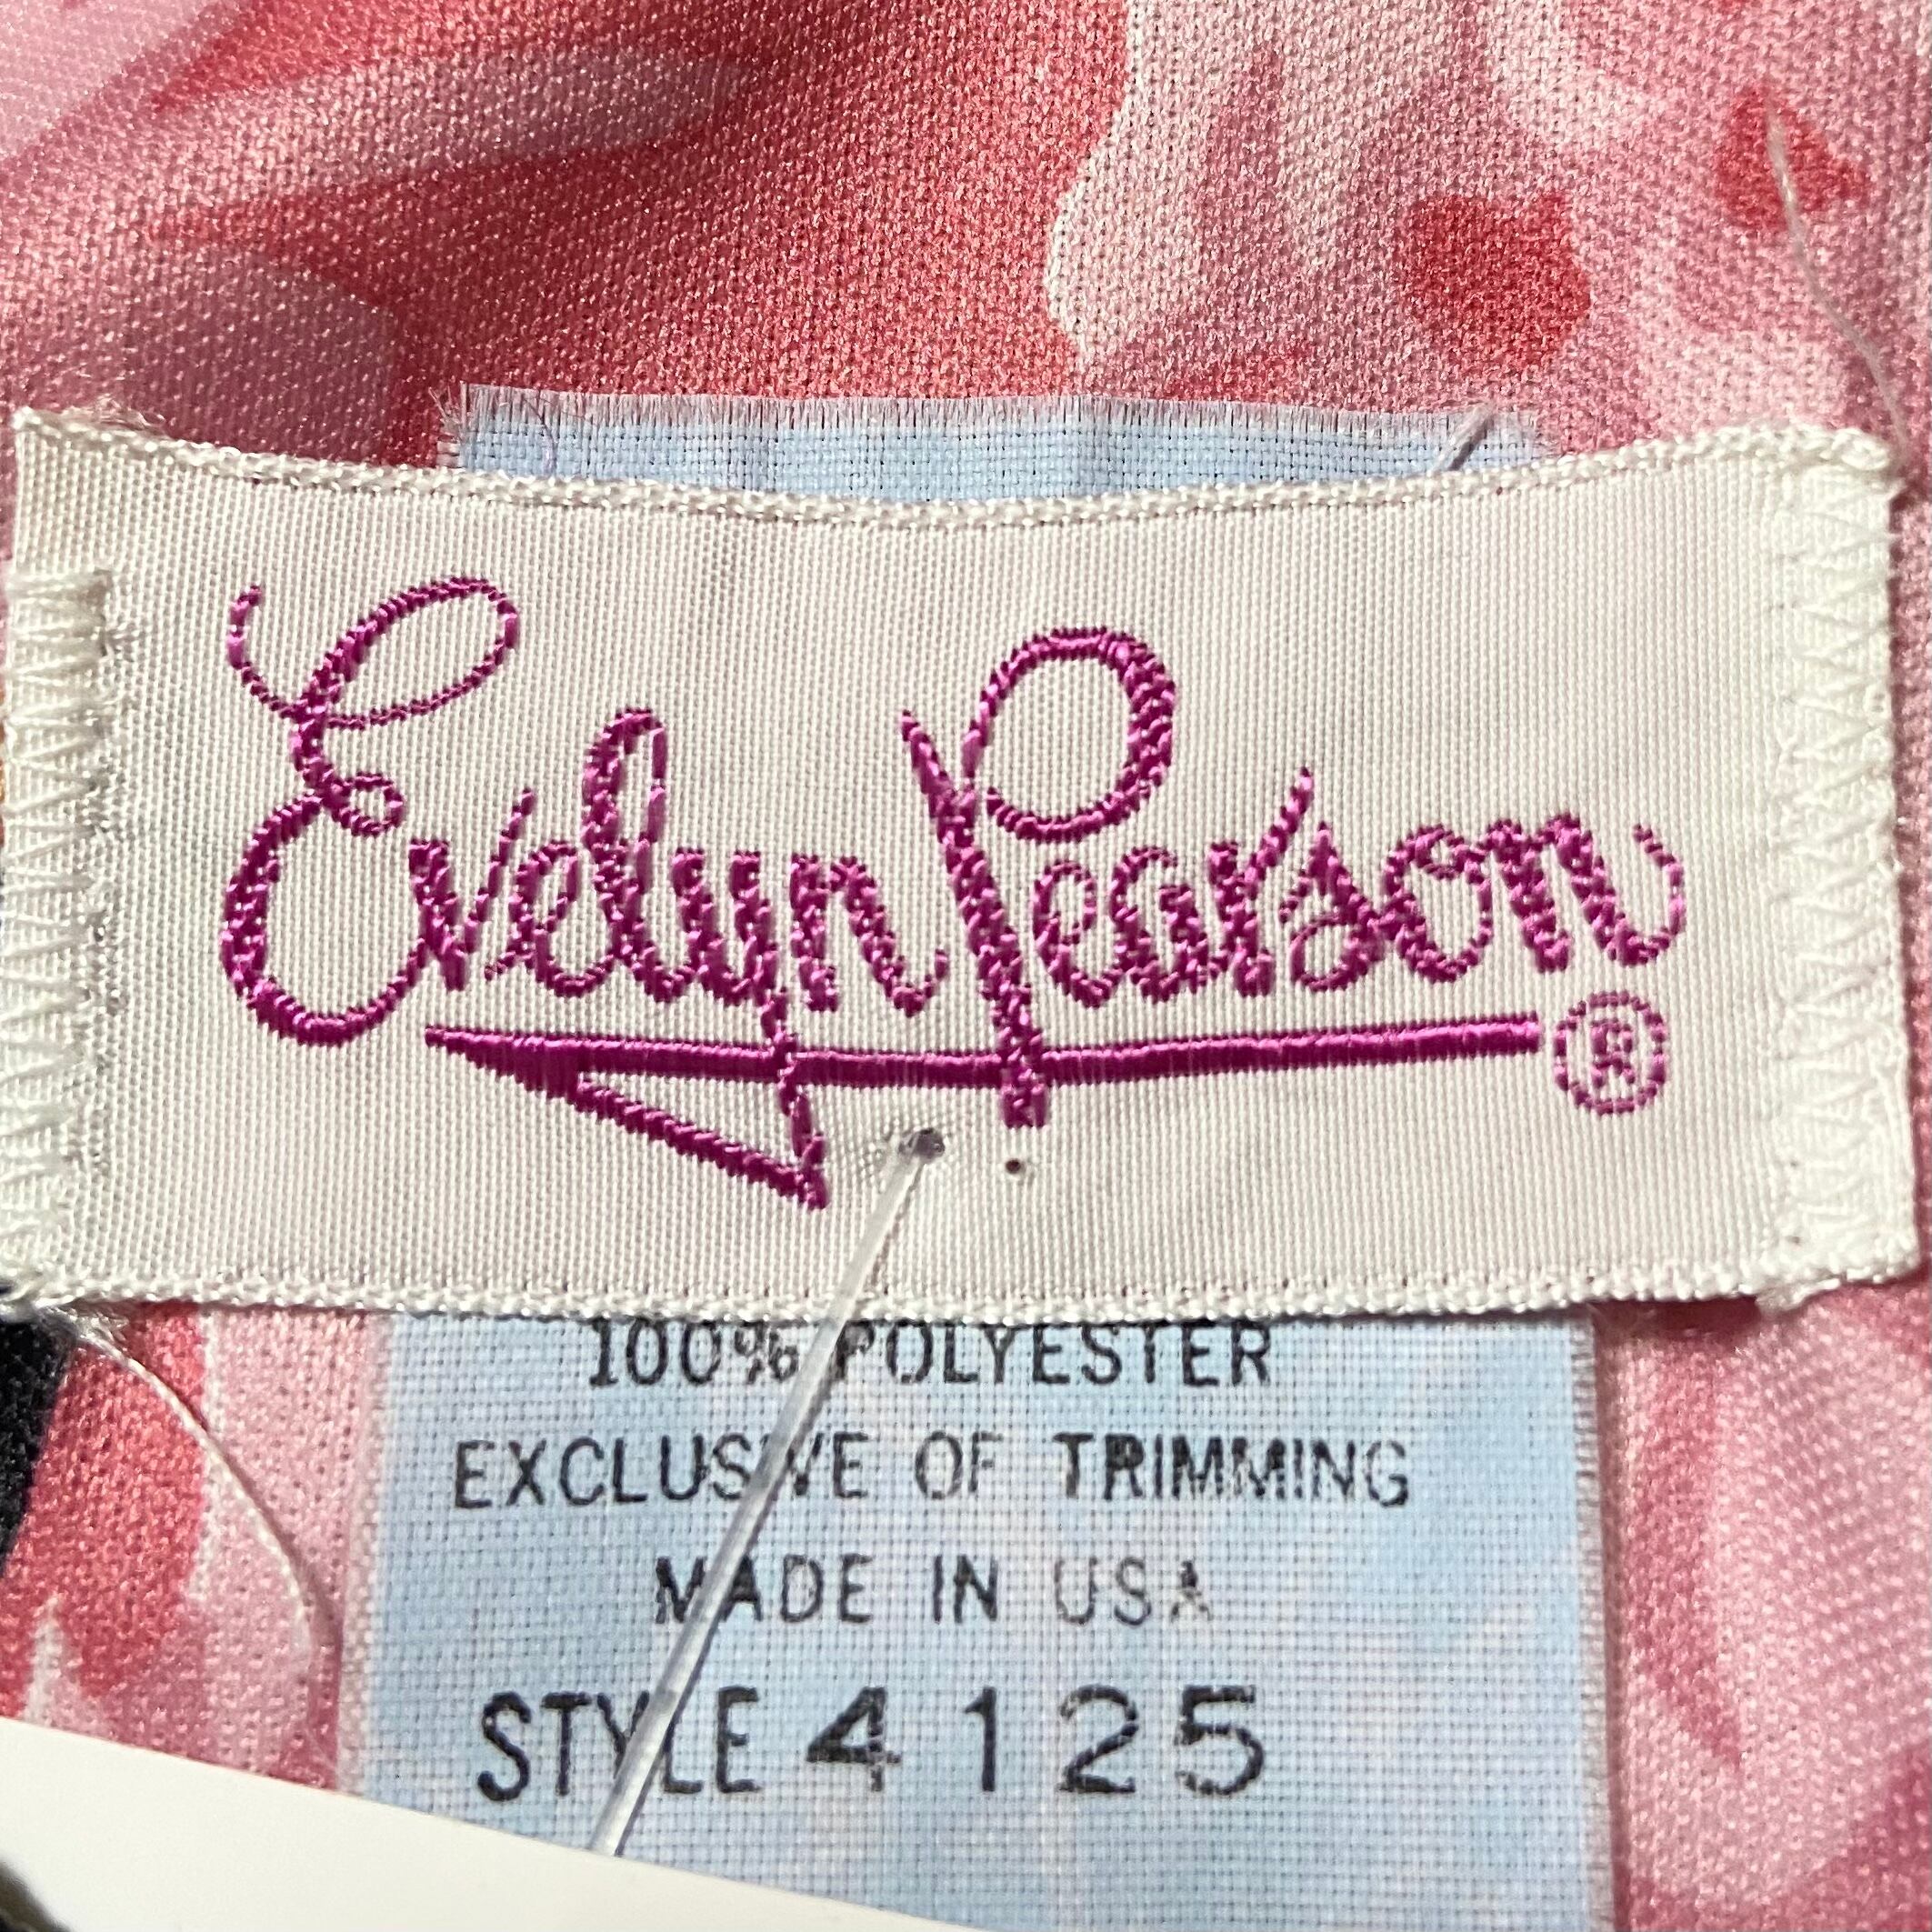 Evelyn Pearson ®
100% POLYESTER
EXCLUSIVE OF TRIMMING
MADE IN USA
STYLE 4125